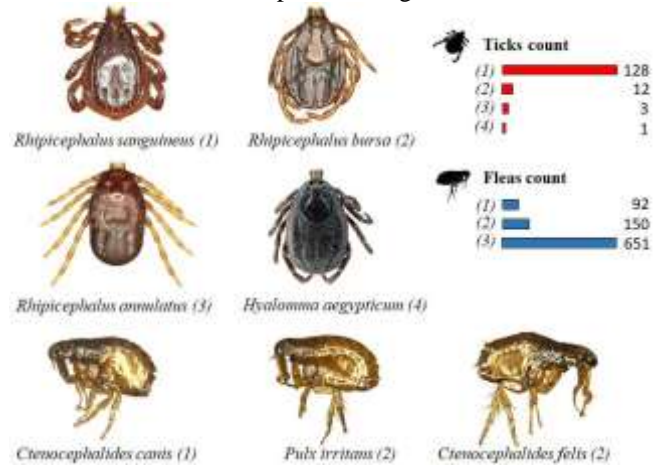 Ticks count
(1) 128
(2) 12
(3) 3
(4) 1
Rhipicephalus sanguineus (1)
Rhipicephalus bursa (2)
Fleas count
(1) 92
(2) 150
(3) 651
Rhipicephalus annulatus (3)
Hyalomma aegypticum (4)
Ctenocephalides canis (1)
Pulx irritans (2)
Ctenocephalides felis (2)